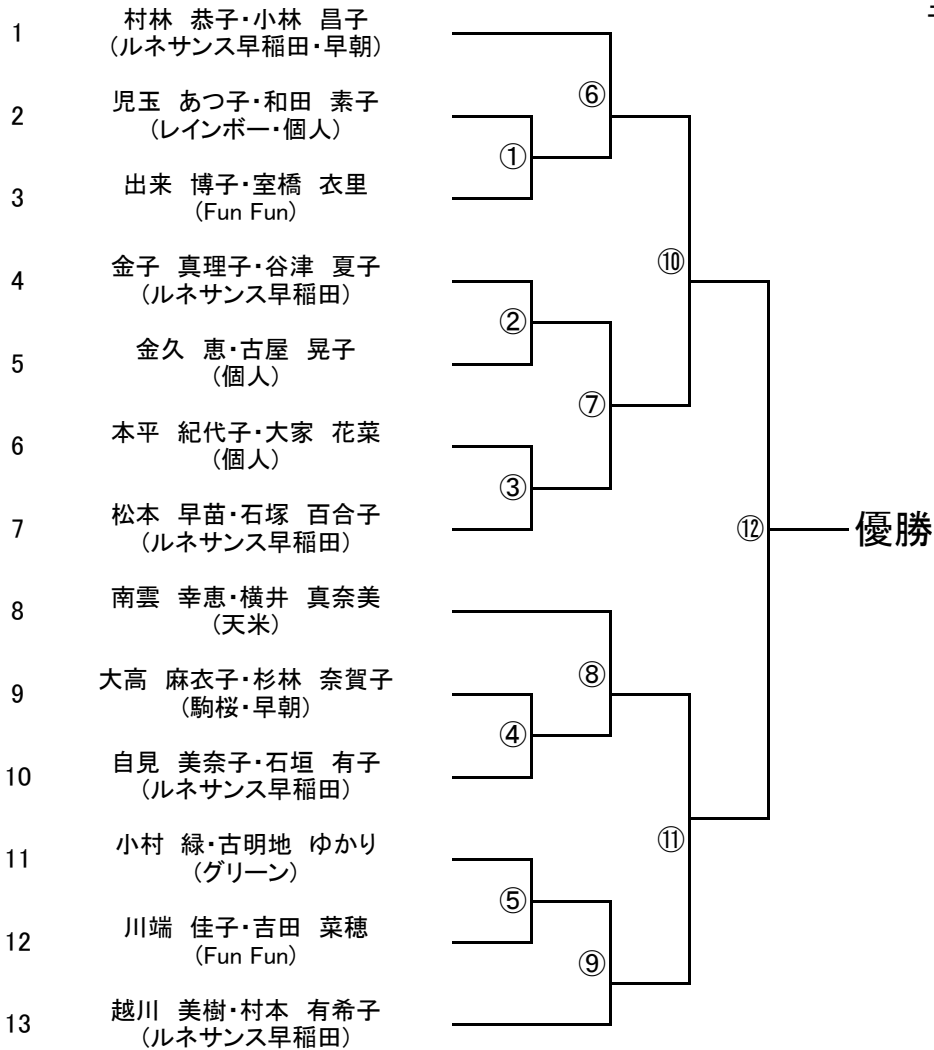 1 村林 恭子・小林 昌子
(ルネサンス早稲田・早朝)
⑥
2 児玉 あつ子・和田 素子
(レインボー・個人)
①
3 出来 博子・室橋 衣里
(Fun Fun)
⑩
4 金子 真理子・谷津 夏子
(ルネサンス早稲田)
②
5 金久 恵・古屋 晃子
(個人)
⑦
6 本平 紀代子・大家 花菜
(個人)
③
7 松本 早苗・石塚 百合子
(ルネサンス早稲田)
⑫ 優勝
8 南雲 幸恵・横井 真奈美
(天米)
⑧
9 大高 麻衣子・杉林 奈賀子
(駒桜・早朝)
④
10 自見 美奈子・石垣 有子
(ルネサンス早稲田)
⑪
11 小村 緑・古明地 ゆかり
(グリーン)
⑤
12 川端 佳子・吉田 菜穂
(Fun Fun)
⑨
13 越川 美樹・村本 有希子
(ルネサンス早稲田)